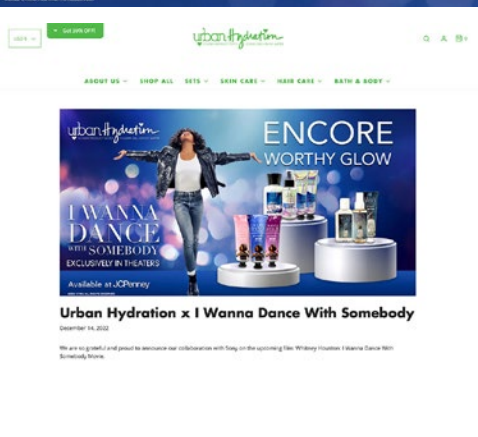 Get 20% OFF!
urban Hydration
ABOUT US
SHOP ALL
SETS
SKIN CARE
HAIR CARE
BATH & BODY
urban Hydration
ENCORE
WORTHY GLOW
I WANNA
DANCE
WITH SOMEBODY
EXCLUSIVELY IN THEATERS
Available at JCPenney
Urban Hydration x I Wanna Dance With Somebody
December 14, 2022
We are so grateful and proud to announce our collaboration with Sony on the upcoming film: Whitney Houston: I Wanna Dance With
Somebody Movie.